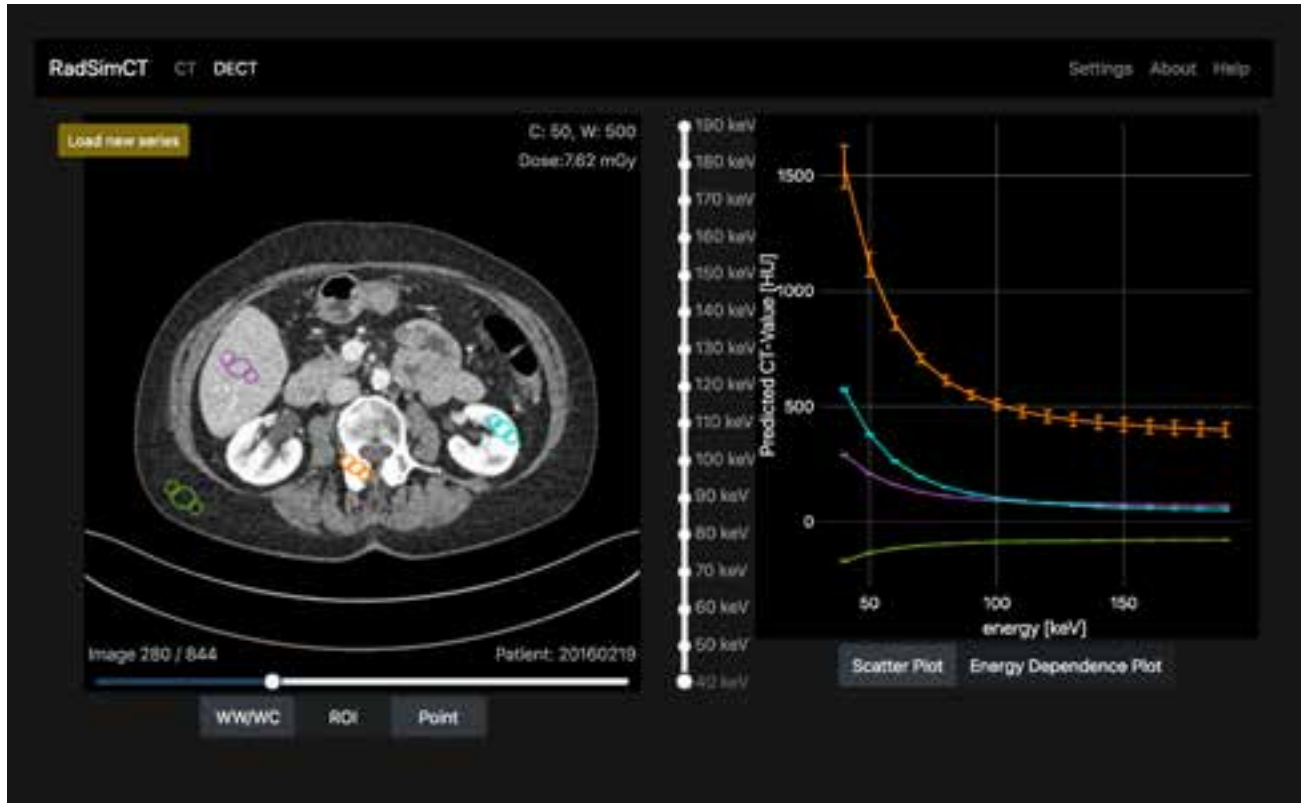 RadSimCT CT DECT Settings About Help
Load new series
C: 50, W: 500
Dose:7.62 mGy
Image 280 / 844
Patient: 20160219
WW/WC ROI Point
190 keV
180 keV
170 keV
160 keV
150 keV
140 keV
130 keV
120 keV
110 keV
100 keV
90 keV
80 keV
70 keV
60 keV
50 keV
40 keV
Predicted CT-Value [HU]
1500
1000
500
0
50 100 150
energy [keV]
Scatter Plot Energy Dependence Plot